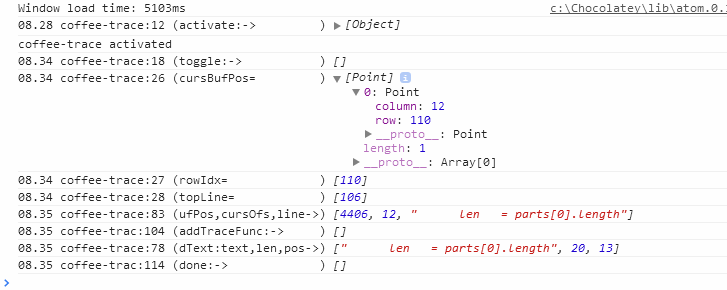 Window load time: 5103ms c:\Chocolatey\lib\atom.0.
08.28 coffee-trace:12 (activate:-> ) ▶ [Object]
coffee-trace activated
08.34 coffee-trace:18 (toggle:-> ) []
08.34 coffee-trace:26 (cursBufPos= ) ▼ [Point] i
▼ 0: Point
column: 12
row: 110
▶ __proto__: Point
length: 1
▶ __proto__: Array[0]
08.34 coffee-trace:27 (rowIdx= ) [110]
08.34 coffee-trace:28 (topLine= ) [106]
08.35 coffee-trace:83 (ufPos,cursOfs,line->) [4406, 12, "      len   = parts[0].length"]
08.35 coffee-trac:104 (addTraceFunc:-> ) []
08.35 coffee-trace:78 (dText:text,len,pos->) ["      len   = parts[0].length", 20, 13]
08.35 coffee-trac:114 (done:-> ) []
>